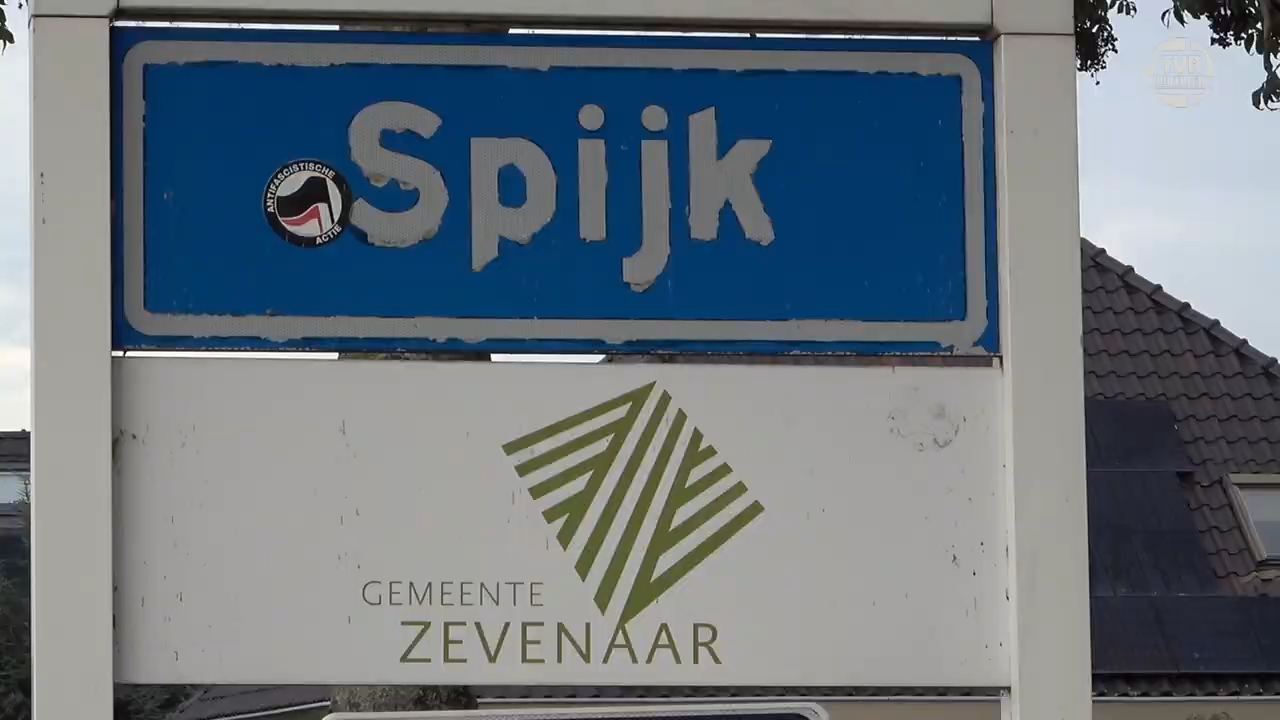 Spijk
ANTIFASCISTISCHE
ACTIE
GEMEENTE
ZEVENAAR